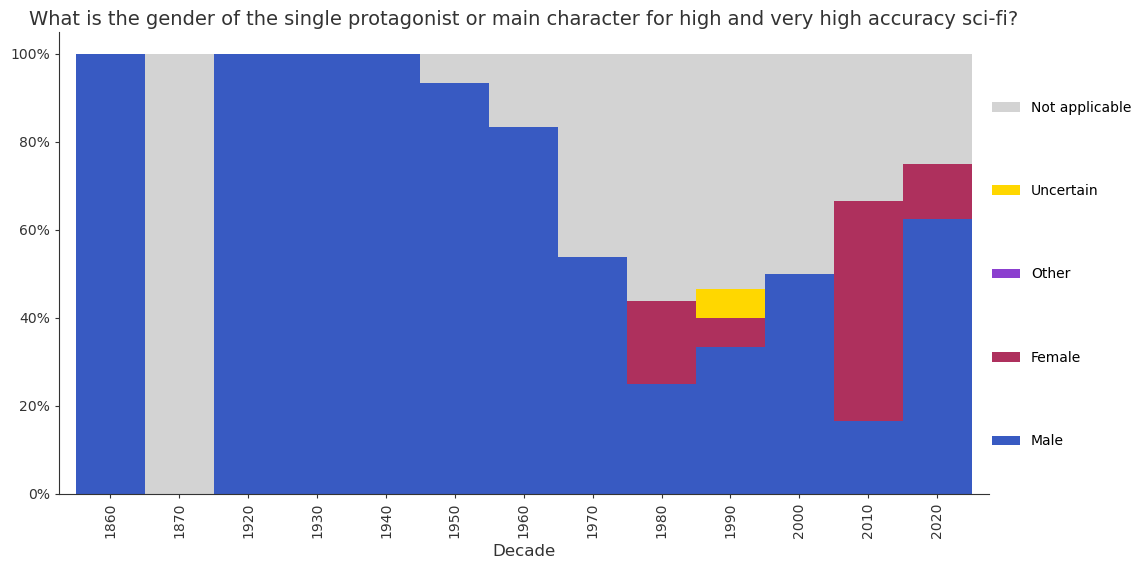 What is the gender of the single protagonist or main character for high and very high accuracy sci-fi?
100%
80%
60%
40%
20%
0%
1860
1870
1920
1930
1940
1950
1960
1970
1980
1990
2000
2010
2020
Decade
Not applicable
Uncertain
Other
Female
Male